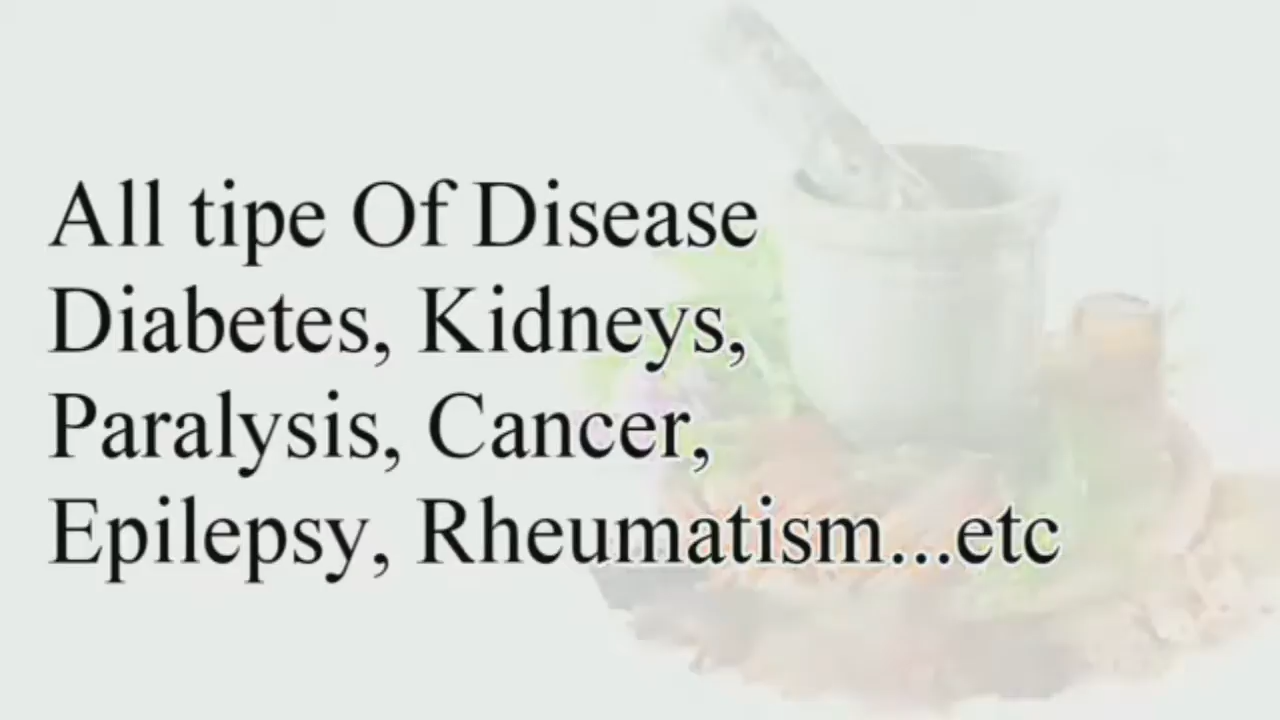 All tipe Of Disease
Diabetes, Kidneys,
Paralysis, Cancer,
Epilepsy, Rheumatism...etc